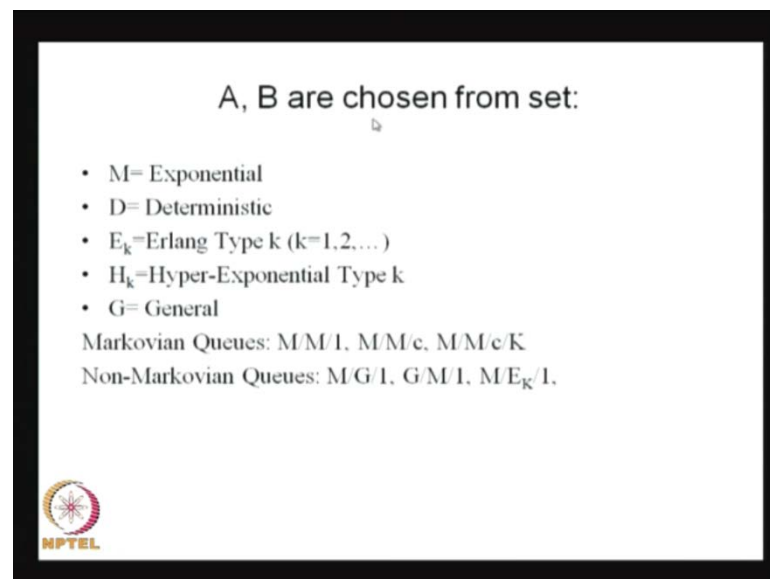 A, B are chosen from set:
• M= Exponential
• D= Deterministic
• Eₖ=Erlang Type k (k=1,2,…)
• Hₖ=Hyper-Exponential Type k
• G= General
Markovian Queues: M/M/1, M/M/c, M/M/c/K
Non-Markovian Queues: M/G/1, G/M/1, M/E_K/1,
NPTEL